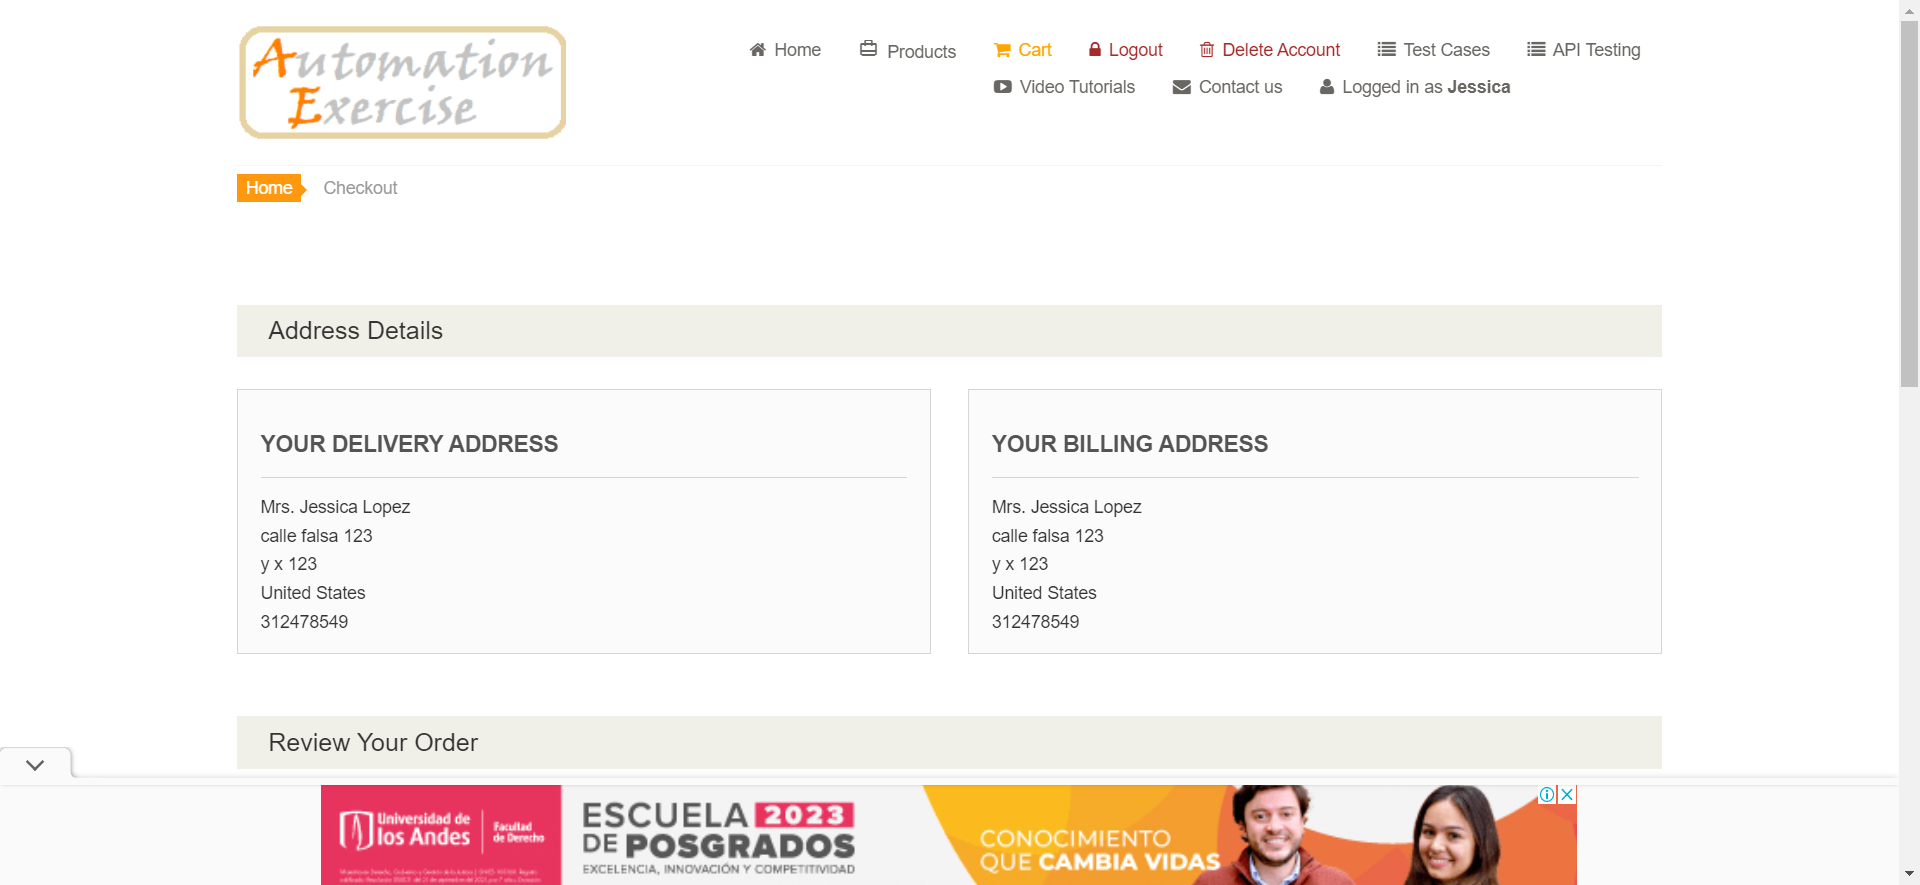 Automation
Exercise
Home
Products
Cart
Logout
Delete Account
Test Cases
API Testing
Video Tutorials
Contact us
Logged in as Jessica
Home
Checkout
Address Details
YOUR DELIVERY ADDRESS
Mrs. Jessica Lopez
calle falsa 123
y x 123
United States
312478549
YOUR BILLING ADDRESS
Mrs. Jessica Lopez
calle falsa 123
y x 123
United States
312478549
Review Your Order
Universidad de
los Andes
Facultad
de Derecho
ESCUELA 2023
DE POSGRADOS
EXCELENCIA, INNOVACIÓN Y COMPETITIVIDAD
CONOCIMIENTO
QUE CAMBIA VIDAS